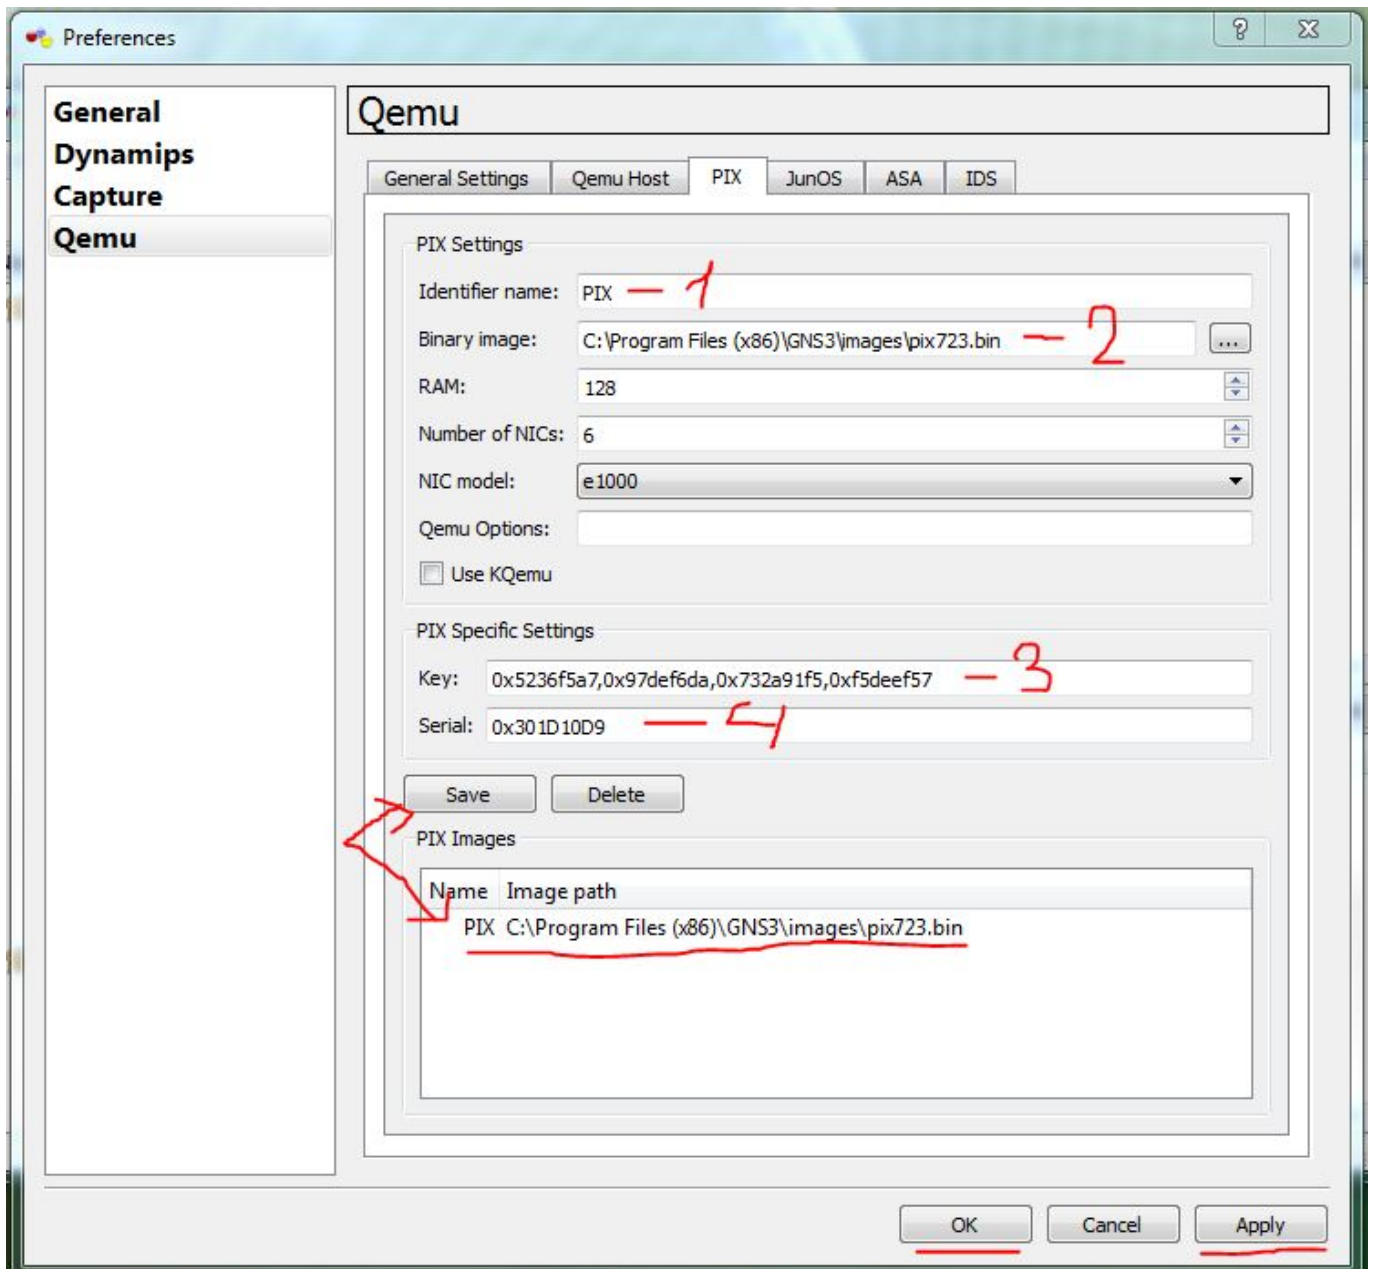 Preferences
General
Dynamips
Capture
Qemu
Qemu
General Settings Qemu Host PIX JunOS ASA IDS
PIX Settings
Identifier name: PIX - 1
Binary image: C:\Program Files (x86)\GNS3\images\pix723.bin - 2 ...
RAM: 128
Number of NICs: 6
NIC model: e1000
Qemu Options:
Use KQemu
PIX Specific Settings
Key: 0x5236f5a7,0x97def6da,0x732a91f5,0xf5deef57 - 3
Serial: 0x301D10D9 - 4
Save Delete
PIX Images
Name Image path
PIX C:\Program Files (x86)\GNS3\images\pix723.bin
OK Cancel Apply